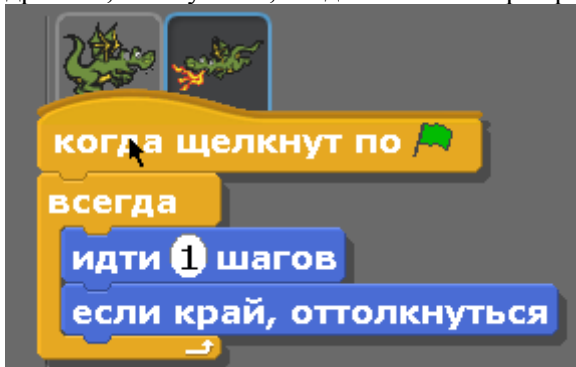 когда щелкнут по
всегда
идти 1 шагов
если край, оттолкнуться